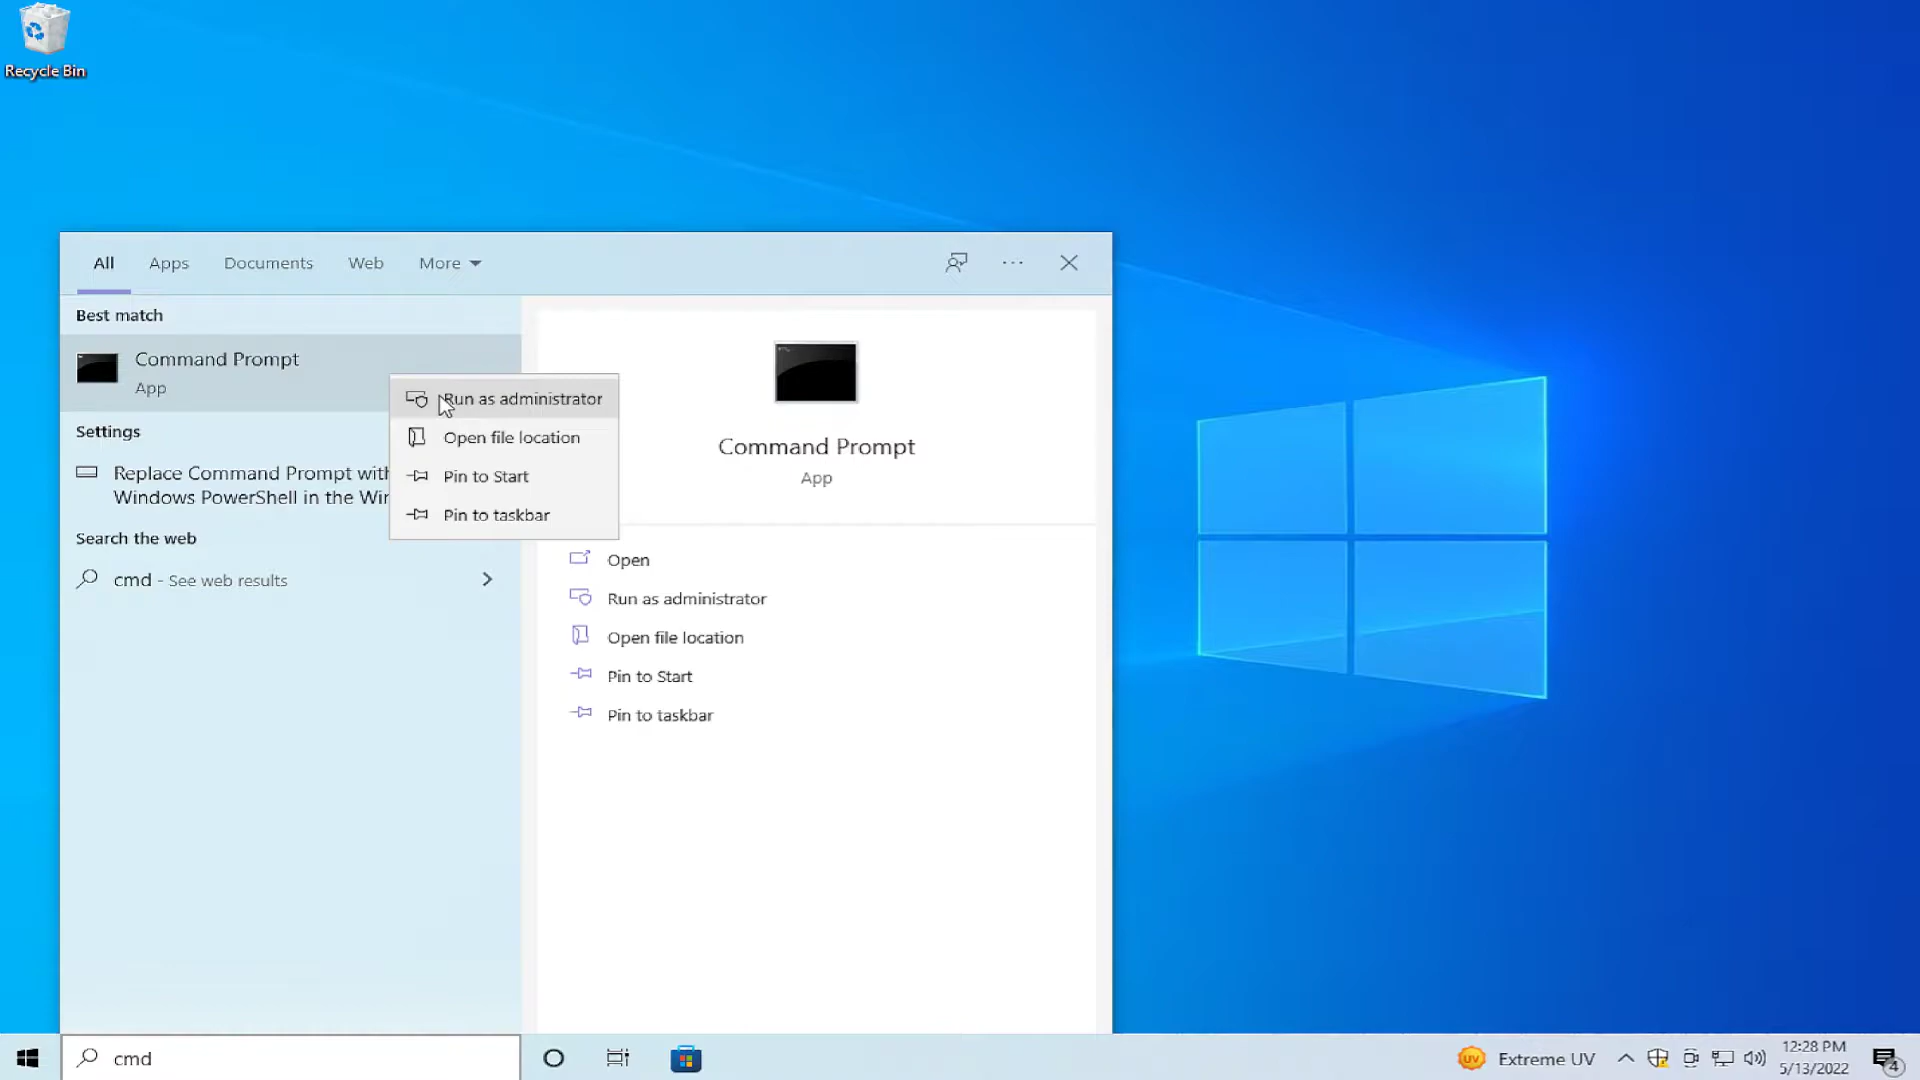 Recycle Bin
All Apps Documents Web More
Best match
Command Prompt
App
Run as administrator
Open file location
Pin to Start
Pin to taskbar
Settings
Replace Command Prompt with
Windows PowerShell in the Wi
Search the web
cmd - See web results
Command Prompt
App
Open
Run as administrator
Open file location
Pin to Start
Pin to taskbar
cmd
UV Extreme UV
12:28 PM
5/13/2022
4